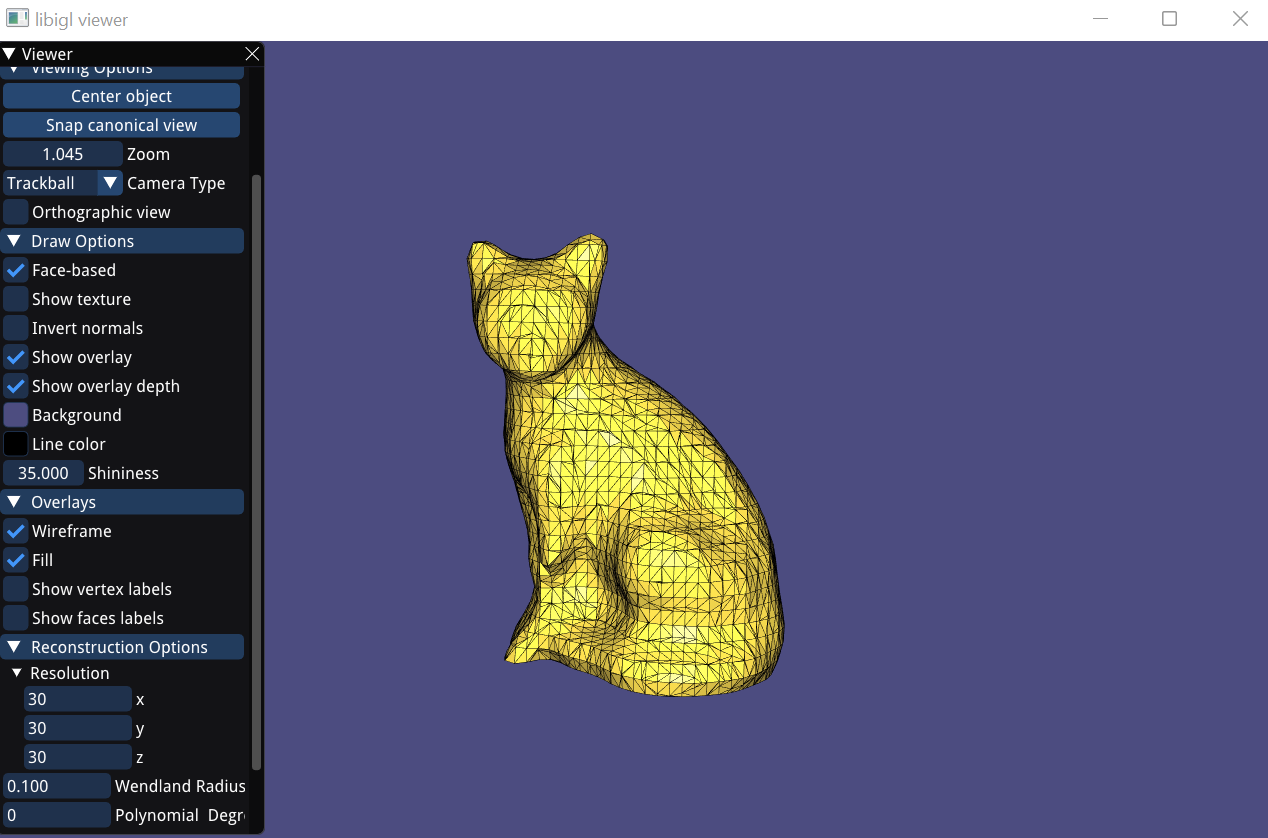 libigl viewer
Viewer
Viewing Options
Center object
Snap canonical view
1.045 Zoom
Trackball Camera Type
Orthographic view
Draw Options
Face-based
Show texture
Invert normals
Show overlay
Show overlay depth
Background
Line color
35.000 Shininess
Overlays
Wireframe
Fill
Show vertex labels
Show faces labels
Reconstruction Options
Resolution
30 x
30 y
30 z
0.100 Wendland Radius
0 Polynomial Degr